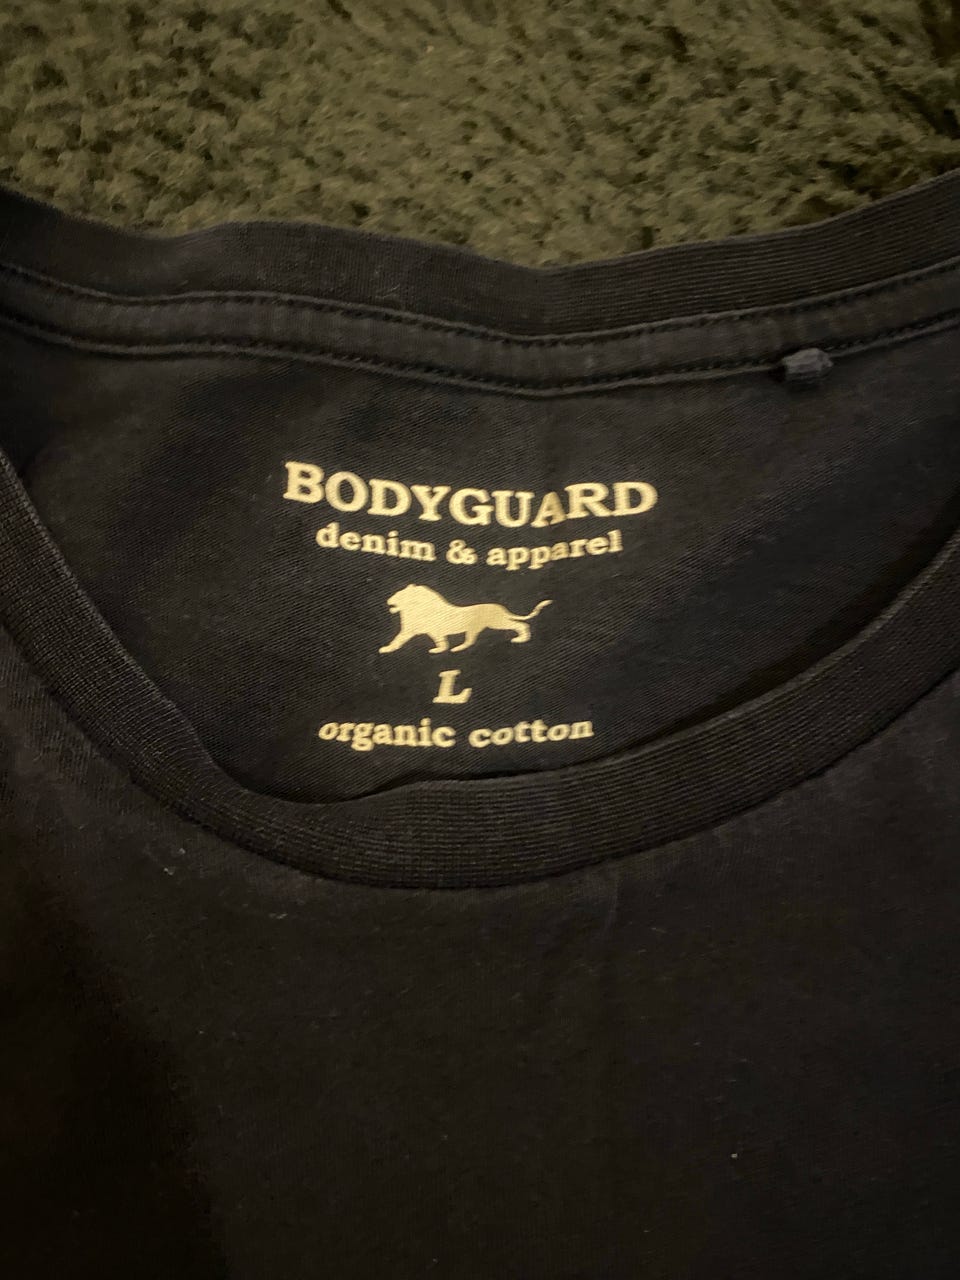 BODYGUARD
denim & apparel
L
organic cotton